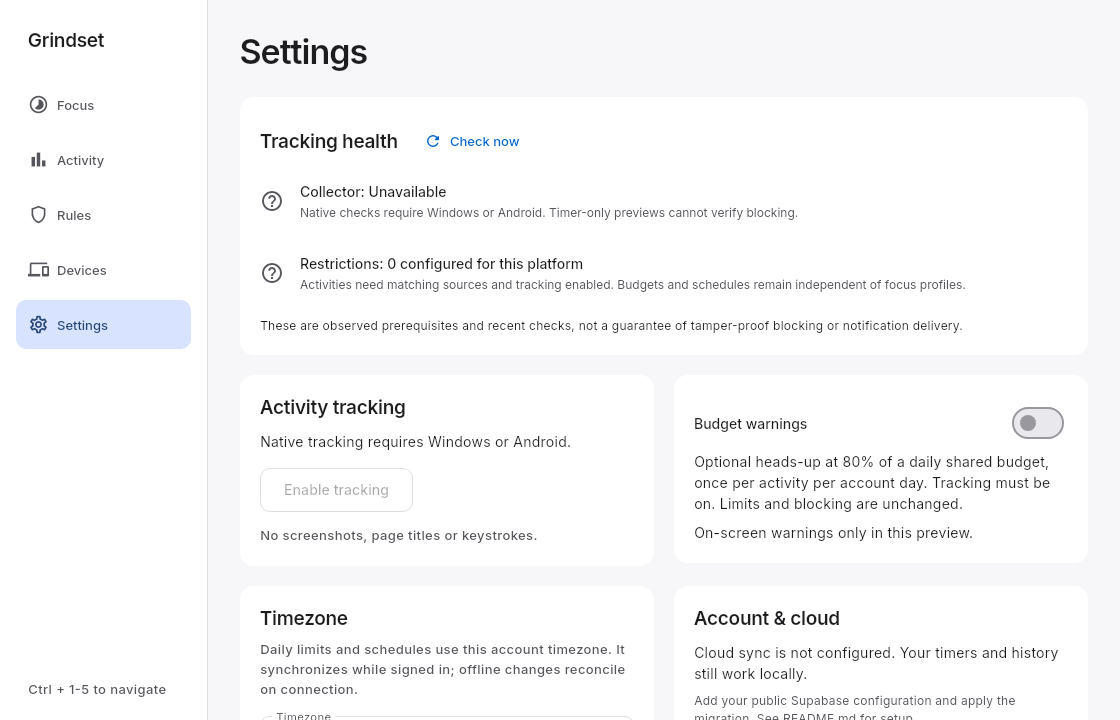 Grindset
Focus
Activity
Rules
Devices
Settings
Ctrl + 1-5 to navigate
Settings
Tracking health
Check now
Collector: Unavailable
Native checks require Windows or Android. Timer-only previews cannot verify blocking.
Restrictions: 0 configured for this platform
Activities need matching sources and tracking enabled. Budgets and schedules remain independent of focus profiles.
These are observed prerequisites and recent checks, not a guarantee of tamper-proof blocking or notification delivery.
Activity tracking
Native tracking requires Windows or Android.
Enable tracking
No screenshots, page titles or keystrokes.
Budget warnings
Optional heads-up at 80% of a daily shared budget,
once per activity per account day. Tracking must be
on. Limits and blocking are unchanged.
On-screen warnings only in this preview.
Timezone
Daily limits and schedules use this account timezone. It
synchronizes while signed in; offline changes reconcile
on connection.
Timezone
Account & cloud
Cloud sync is not configured. Your timers and history
still work locally.
Add your public Supabase configuration and apply the
migration. See README.md for setup.